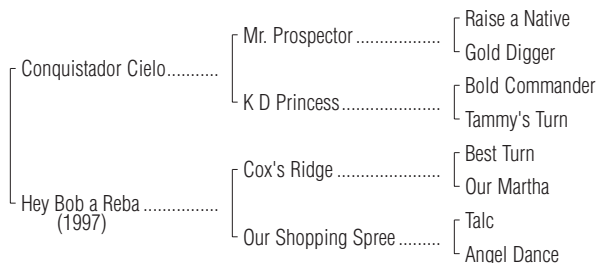 Raise a Native
Mr. Prospector ..................
Gold Digger
Conquistador Cielo...........
Bold Commander
K D Princess.....................
Tammy's Turn
Best Turn
Cox's Ridge ......................
Our Martha
Hey Bob a Reba ................
(1997)
Talc
Our Shopping Spree .........
Angel Dance